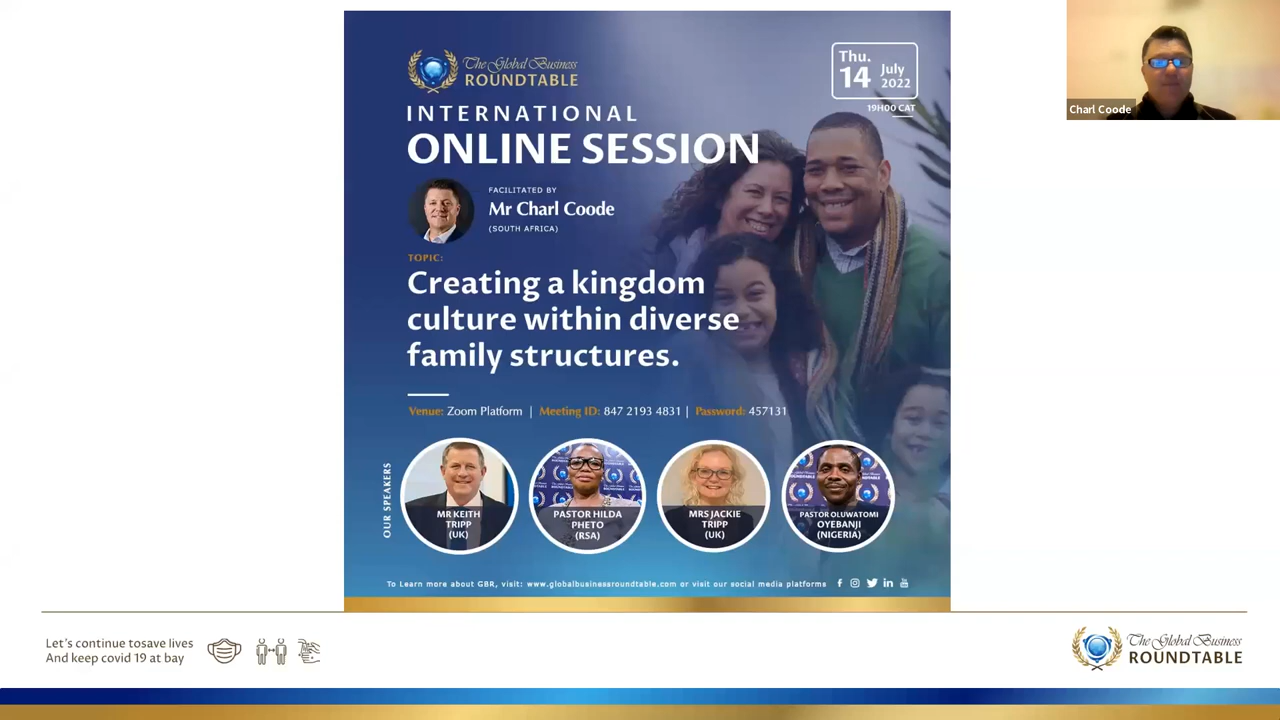 The Global Business
ROUNDTABLE
Thu.
14
July
2022
19H00 CAT
INTERNATIONAL
ONLINE SESSION
FACILITATED BY
Mr Charl Coode
(SOUTH AFRICA)
TOPIC:
Creating a kingdom
culture within diverse
family structures.
Venue: Zoom Platform | Meeting ID: 847 2193 4831 | Password: 457131
OUR SPEAKERS
MR KEITH
TRIPP
(UK)
PASTOR HILDA
PHETO
(RSA)
MRS JACKIE
TRIPP
(UK)
PASTOR OLUWATOMI
OYEBANJI
(NIGERIA)
To Learn more about GBR, visit: www.globalbusinessroundtable.com or visit our social media platforms
Charl Coode
Let's continue tosave lives
And keep covid 19 at bay
The Global Business
ROUNDTABLE